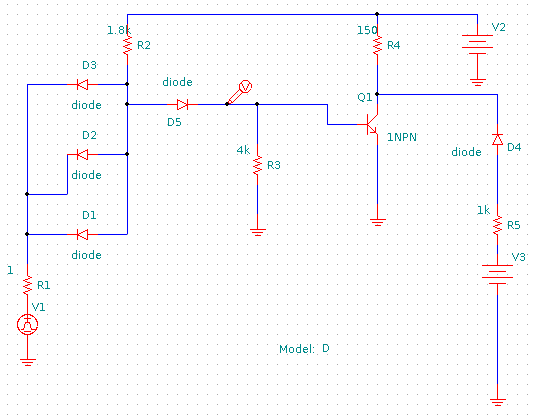 1.8k
R2
150
R4
V2
D3
diode
diode
D5
V
Q1
1NPN
D2
diode
4k
R3
diode
D4
D1
diode
1k
R5
1
R1
V1
V3
Model: D